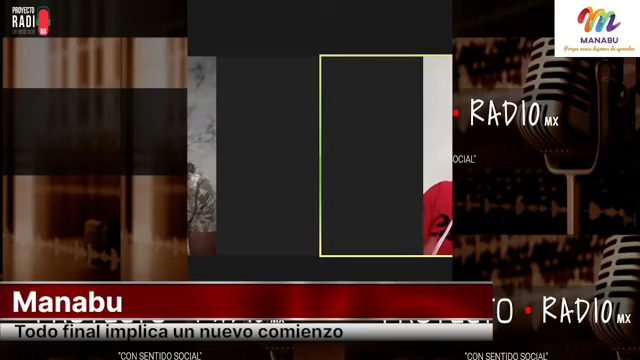 PROYECTO
RADI
MANABU
Porque nunca dejamos de aprender
RADIO MX
SOCIAL"
Manabu
RADIO MX
Todo final implica un nuevo comienzo
"CON SENTIDO SOCIAL"
"CON SENTIDO SOCIAL"